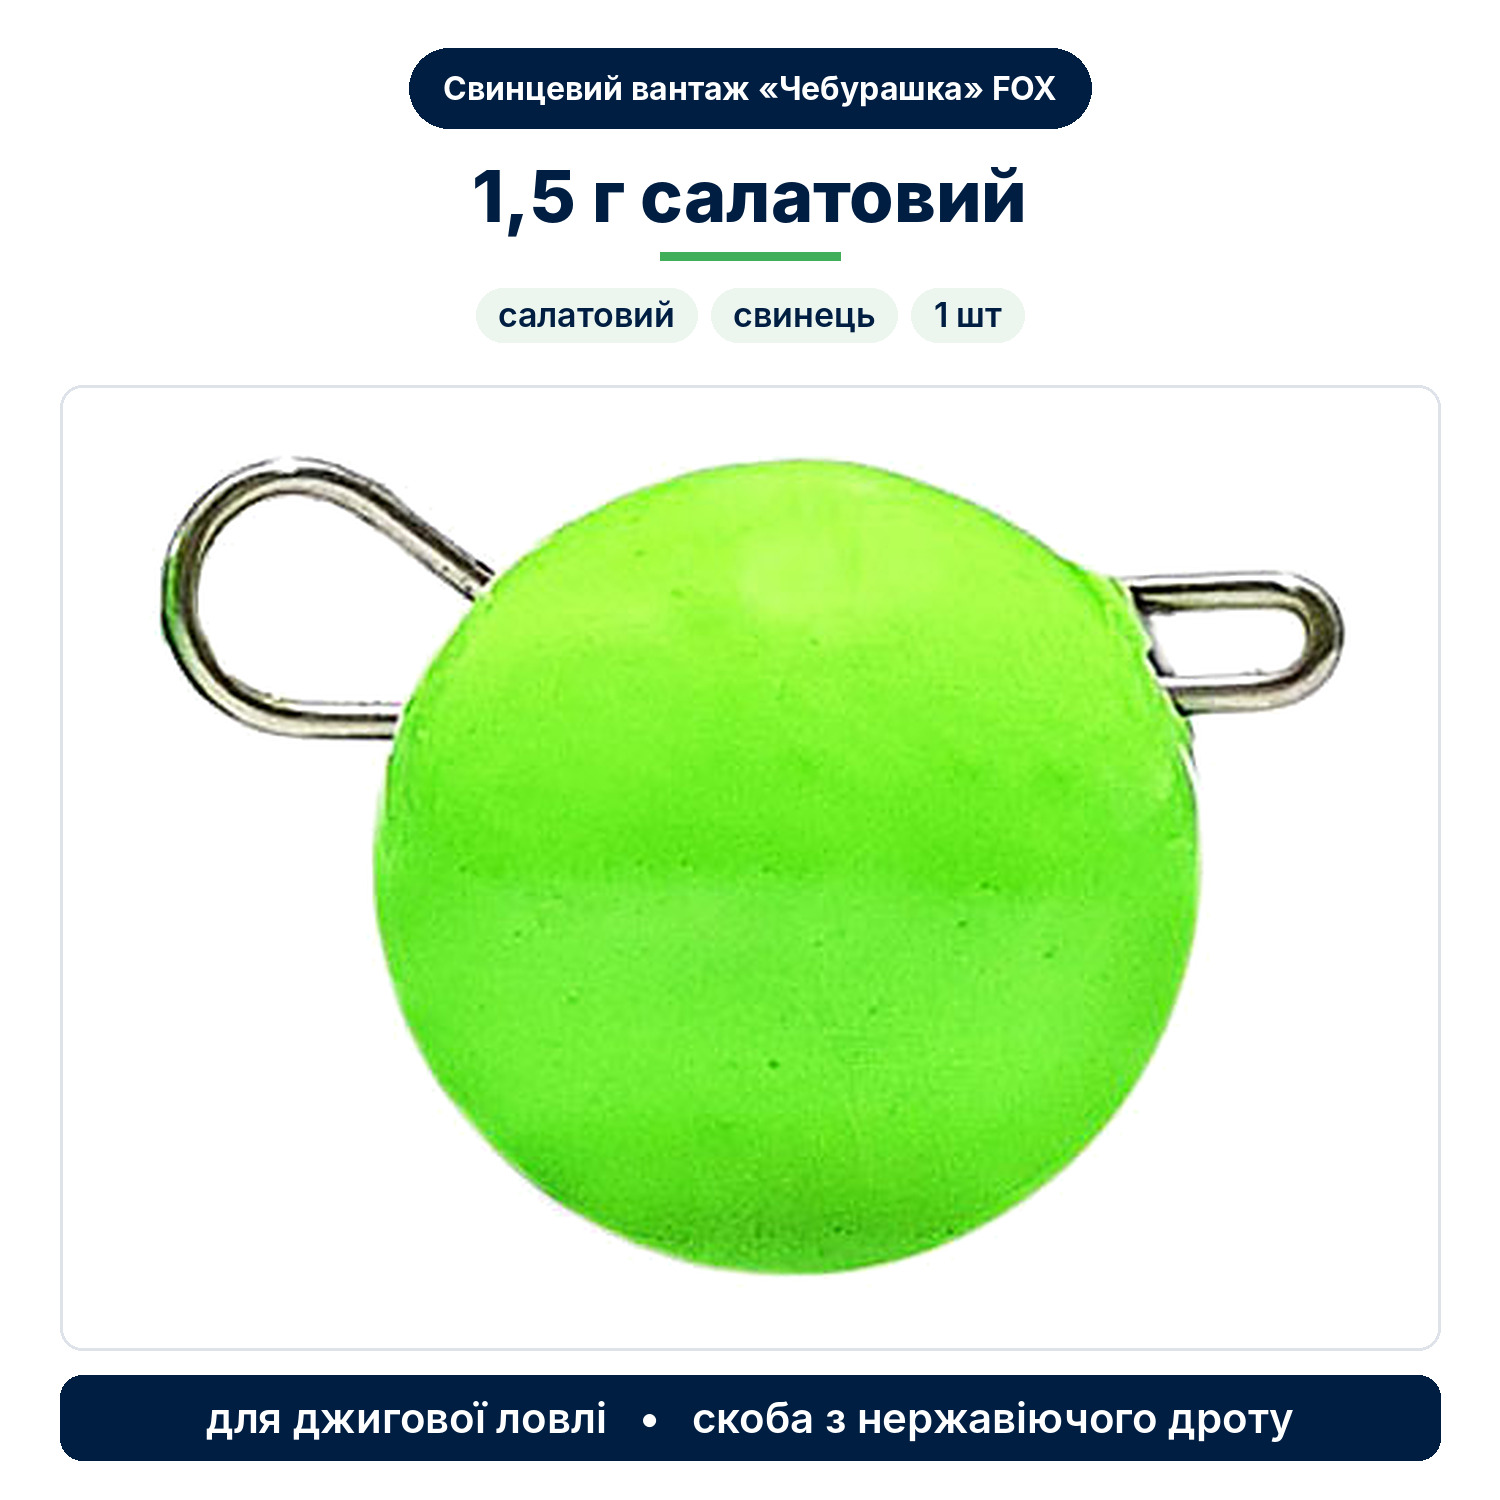 Свинцевий вантаж «Чебурашка» FOX
1,5 г салатовий
салатовий свинець 1 шт
для джигової ловлі • скоба з нержавіючого дроту